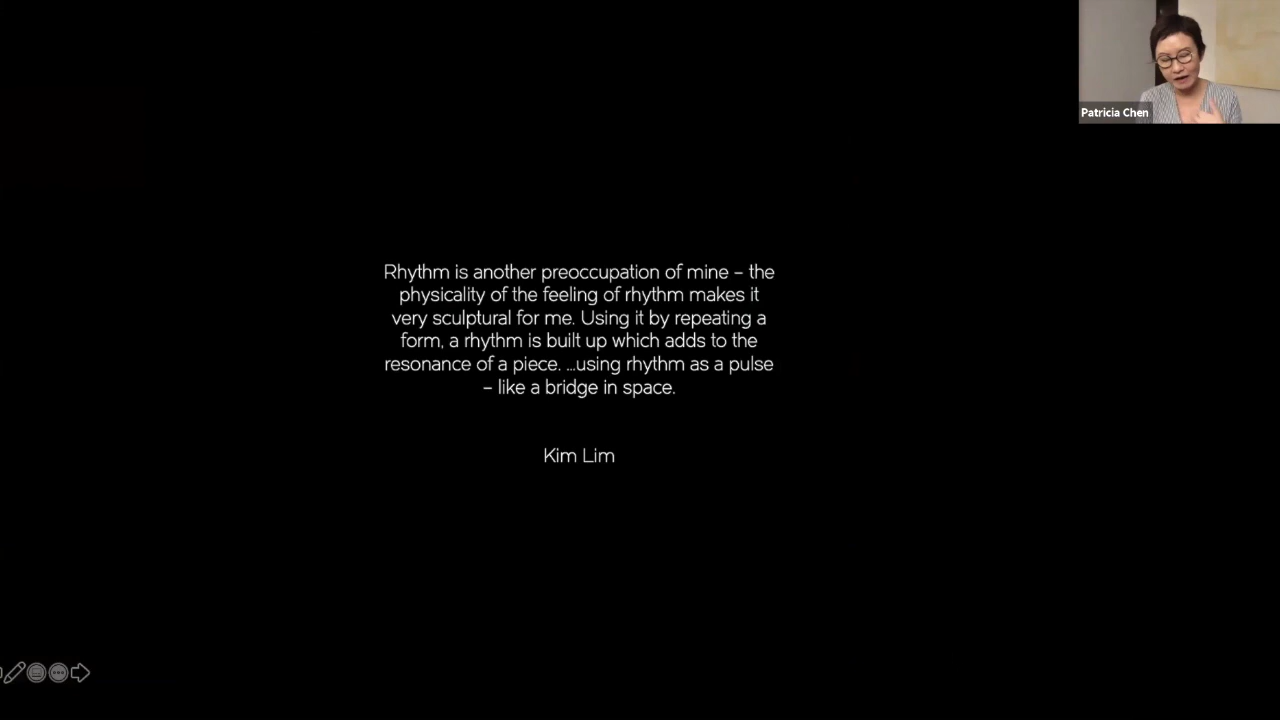 Patricia Chen
Rhythm is another preoccupation of mine – the
physicality of the feeling of rhythm makes it
very sculptural for me. Using it by repeating a
form, a rhythm is built up which adds to the
resonance of a piece. ...using rhythm as a pulse
– like a bridge in space.
Kim Lim